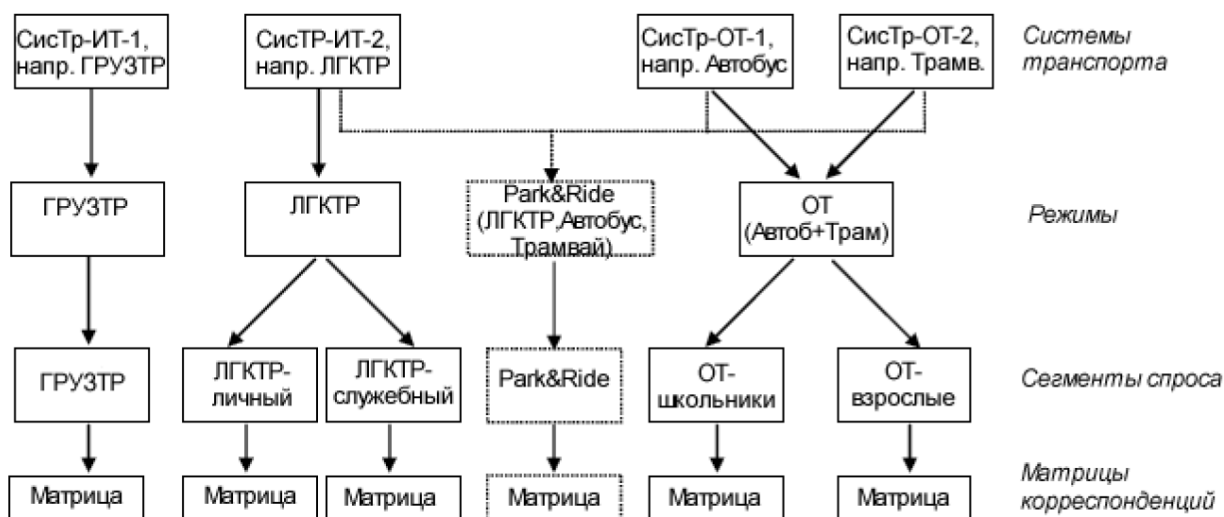 СисТр-ИТ-1,
напр. ГРУЗТР
СисТР-ИТ-2,
напр. ЛГКТР
СисТр-ОТ-1,
напр. Автобус
СисТр-ОТ-2,
напр. Трамв.
Системы
транспорта
ГРУЗТР
ЛГКТР
Park&Ride
(ЛГКТР,Автобус,
Трамвай)
ОТ
(Автоб+Трам)
Режимы
ГРУЗТР
ЛГКТР-
личный
ЛГКТР-
служебный
Park&Ride
ОТ-
школьники
ОТ-
взрослые
Сегменты спроса
Матрица
Матрица
Матрица
Матрица
Матрица
Матрица
Матрицы
корреспонденций